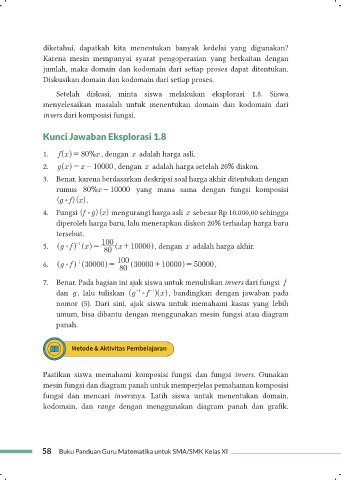 diketahui, dapatkah kita menentukan banyak kedelai yang digunakan?
Karena mesin mempunyai syarat pengoperasian yang berkaitan dengan
jumlah, maka domain dan kodomain dari setiap proses dapat ditentukan.
Diskusikan domain dan kodomain dari setiap proses.
Setelah diskusi, minta siswa melakukan eksplorasi 1.8. Siswa
menyelesaikan masalah untuk menentukan domain dan kodomain dari
invers dari komposisi fungsi.
Kunci Jawaban Eksplorasi 1.8
1. f(x) = 80%x, dengan x adalah harga asli.
2. g(x) = x − 10000, dengan x adalah harga setelah 20% diskon.
3. Benar, karena berdasarkan deskripsi soal harga akhir ditentukan dengan
rumus 80%x − 10000 yang mana sama dengan fungsi komposisi
(g ∘ f)(x).
4. Fungsi (f ∘ g)(x) mengurangi harga asli x sebesar Rp 10.000,00 sehingga
diperoleh harga baru, lalu menerapkan diskon 20% terhadap harga baru
tersebut.
5. (g ∘ f)⁻¹(x) = 100/80 (x + 10000), dengan x adalah harga akhir.
6. (g ∘ f)⁻¹(30000) = 100/80 (30000 + 10000) = 50000,
7. Benar. Pada bagian ini ajak siswa untuk menuliskan invers dari fungsi f
dan g, lalu tuliskan (g⁻¹ ∘ f⁻¹)(x), bandingkan dengan jawaban pada
nomor (5). Dari sini, ajak siswa untuk memahami kasus yang lebih
umum, bisa dibantu dengan menggunakan mesin fungsi atau diagram
panah.
Metode & Aktivitas Pembelajaran
Pastikan siswa memahami komposisi fungsi dan fungsi invers. Gunakan
mesin fungsi dan diagram panah untuk memperjelas pemahaman komposisi
fungsi dan mencari inversnya. Latih siswa untuk menentukan domain,
kodomain, dan range dengan menggunakan diagram panah dan grafik.
58 Buku Panduan Guru Matematika untuk SMA/SMK Kelas XI